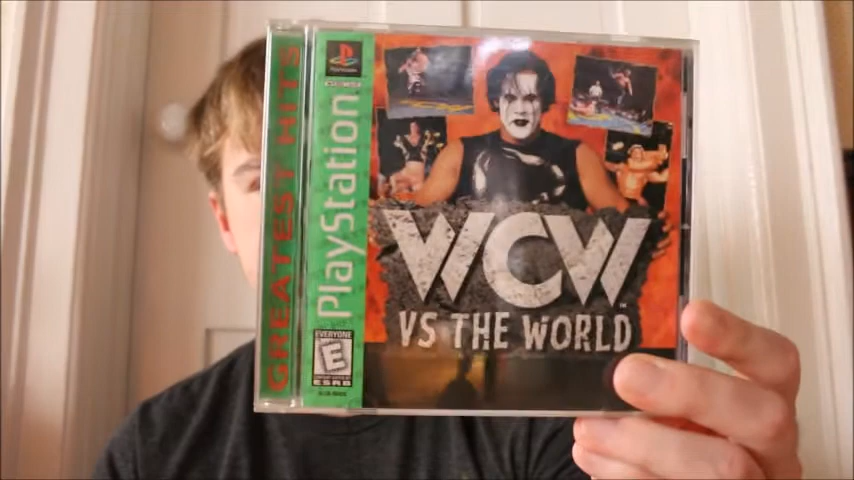 GREATEST HITS
PlayStation
WCW
VS THE WORLD
EVERYONE
E
ESRB